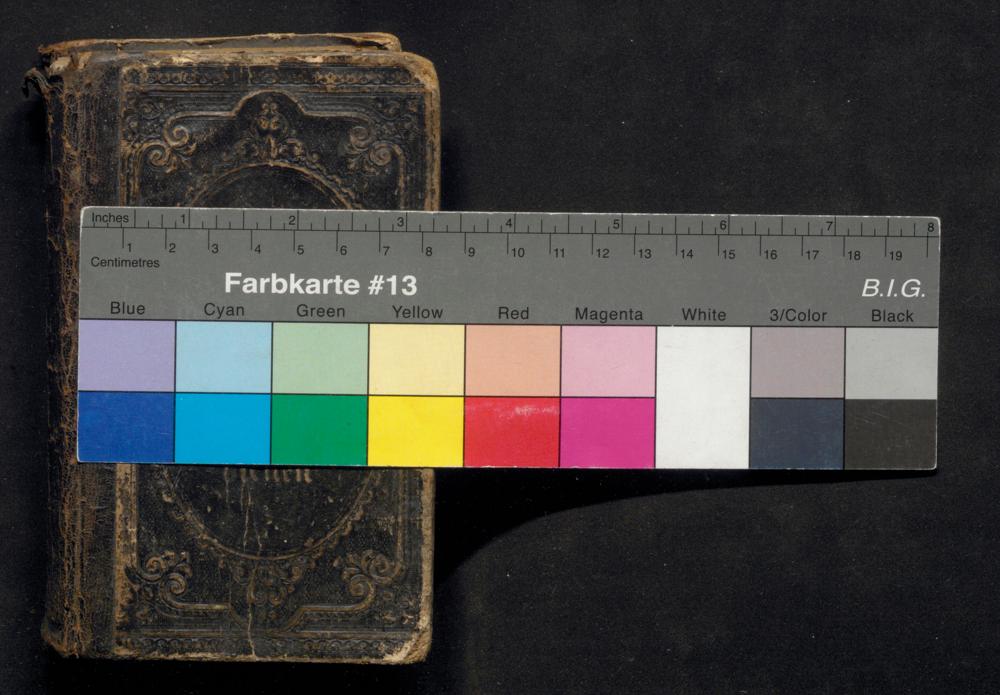 Inches 1 2 3 4 5 6 7 8
1 2 3 4 5 6 7 8 9 10 11 12 13 14 15 16 17 18 19
Centimetres
Farbkarte #13 B.I.G.
Blue Cyan Green Yellow Red Magenta White 3/Color Black